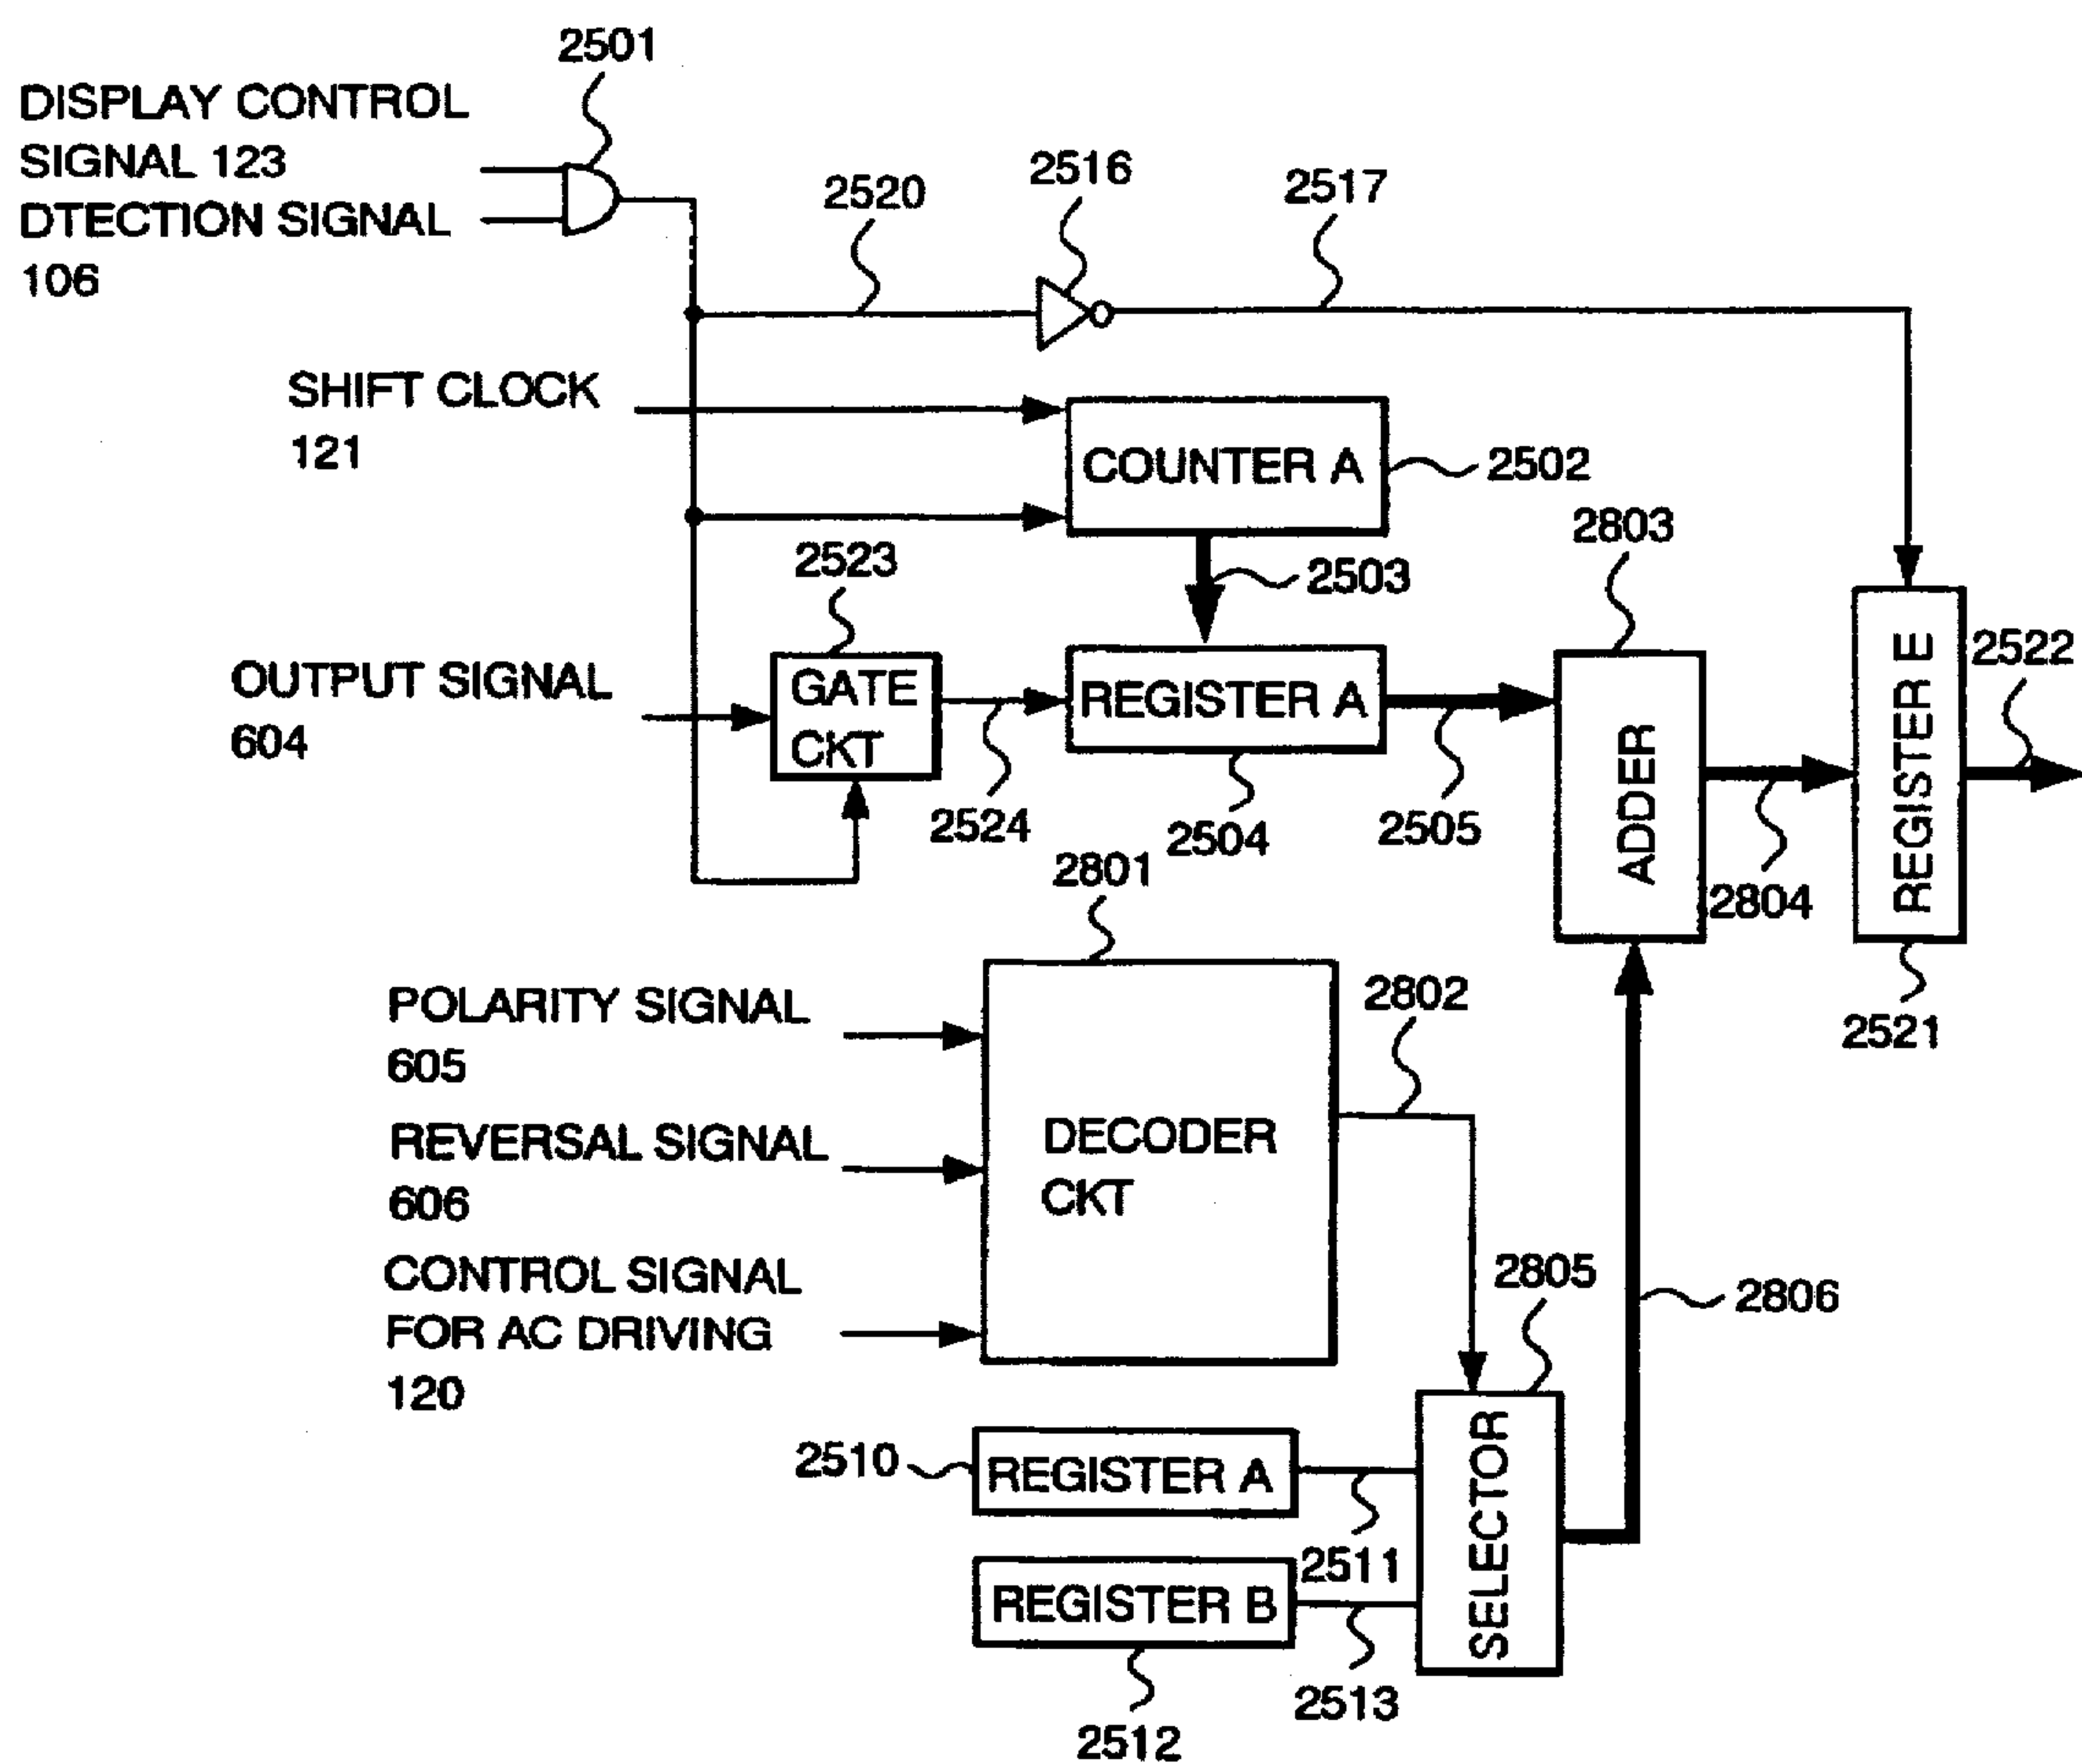 2501
DISPLAY CONTROL
SIGNAL 123
DTECTION SIGNAL
106
2520
2516
2517
SHIFT CLOCK
121
COUNTER A
2502
2503
2523
2803
OUTPUT SIGNAL
604
GATE
CKT
2524
REGISTER A
2504
2505
ADDER
2804
REGISTER E
2522
2521
2801
POLARITY SIGNAL
605
REVERSAL SIGNAL
606
CONTROL SIGNAL
FOR AC DRIVING
120
DECODER
CKT
2802
2805
2806
2510
REGISTER A
2511
REGISTER B
2512
2513
SELECTOR